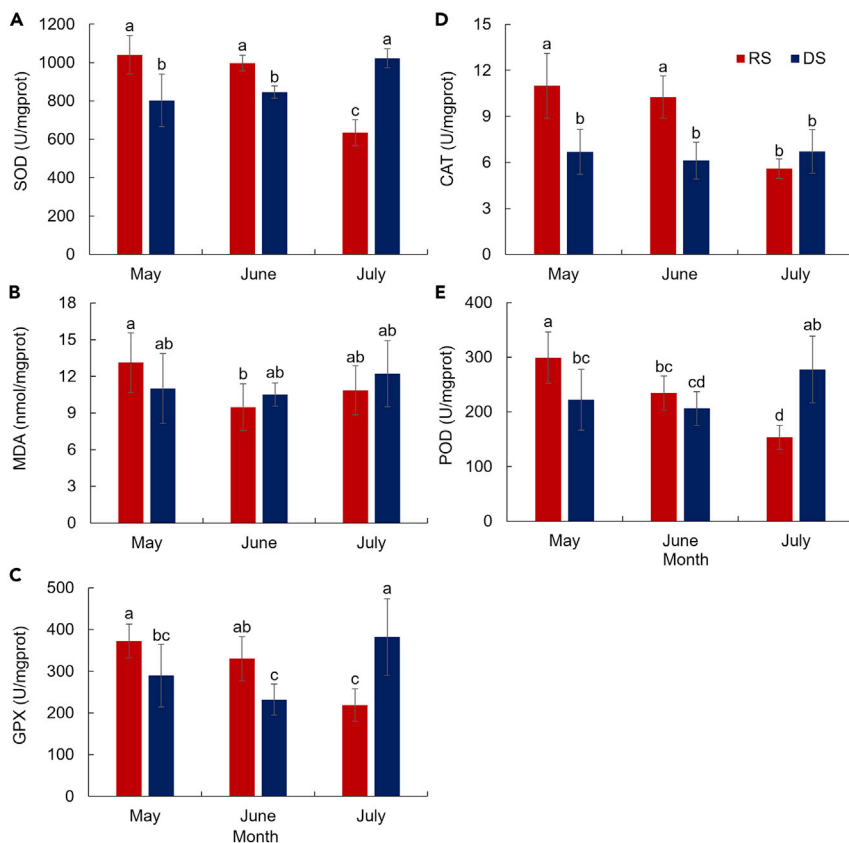 A
SOD (U/mgprot)
1200
1000
800
600
400
200
0
a
b
a
b
c
a
May
June
July
D
CAT (U/mgprot)
15
12
9
6
3
0
RS
DS
a
b
a
b
b
b
May
June
July
B
MDA (nmol/mgprot)
18
15
12
9
6
3
0
a
ab
b
ab
ab
ab
May
June
July
E
POD (U/mgprot)
400
300
200
100
0
a
bc
bc
cd
d
ab
May
June
July
Month
C
GPX (U/mgprot)
500
400
300
200
100
0
a
bc
ab
c
c
a
May
June
July
Month